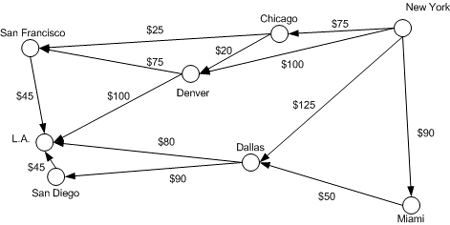 New York
Chicago
$75
San Francisco
$25
$20
$75
$100
Denver
$45
$100
$125
$90
L.A.
$80
Dallas
$45
$90
San Diego
$50
Miami